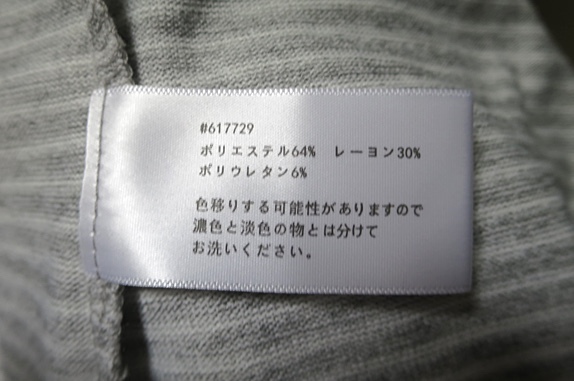 #617729
ポリエステル64%　レーヨン30%
ポリウレタン6%
色移りする可能性がありますので
濃色と淡色の物とは分けて
お洗いください。